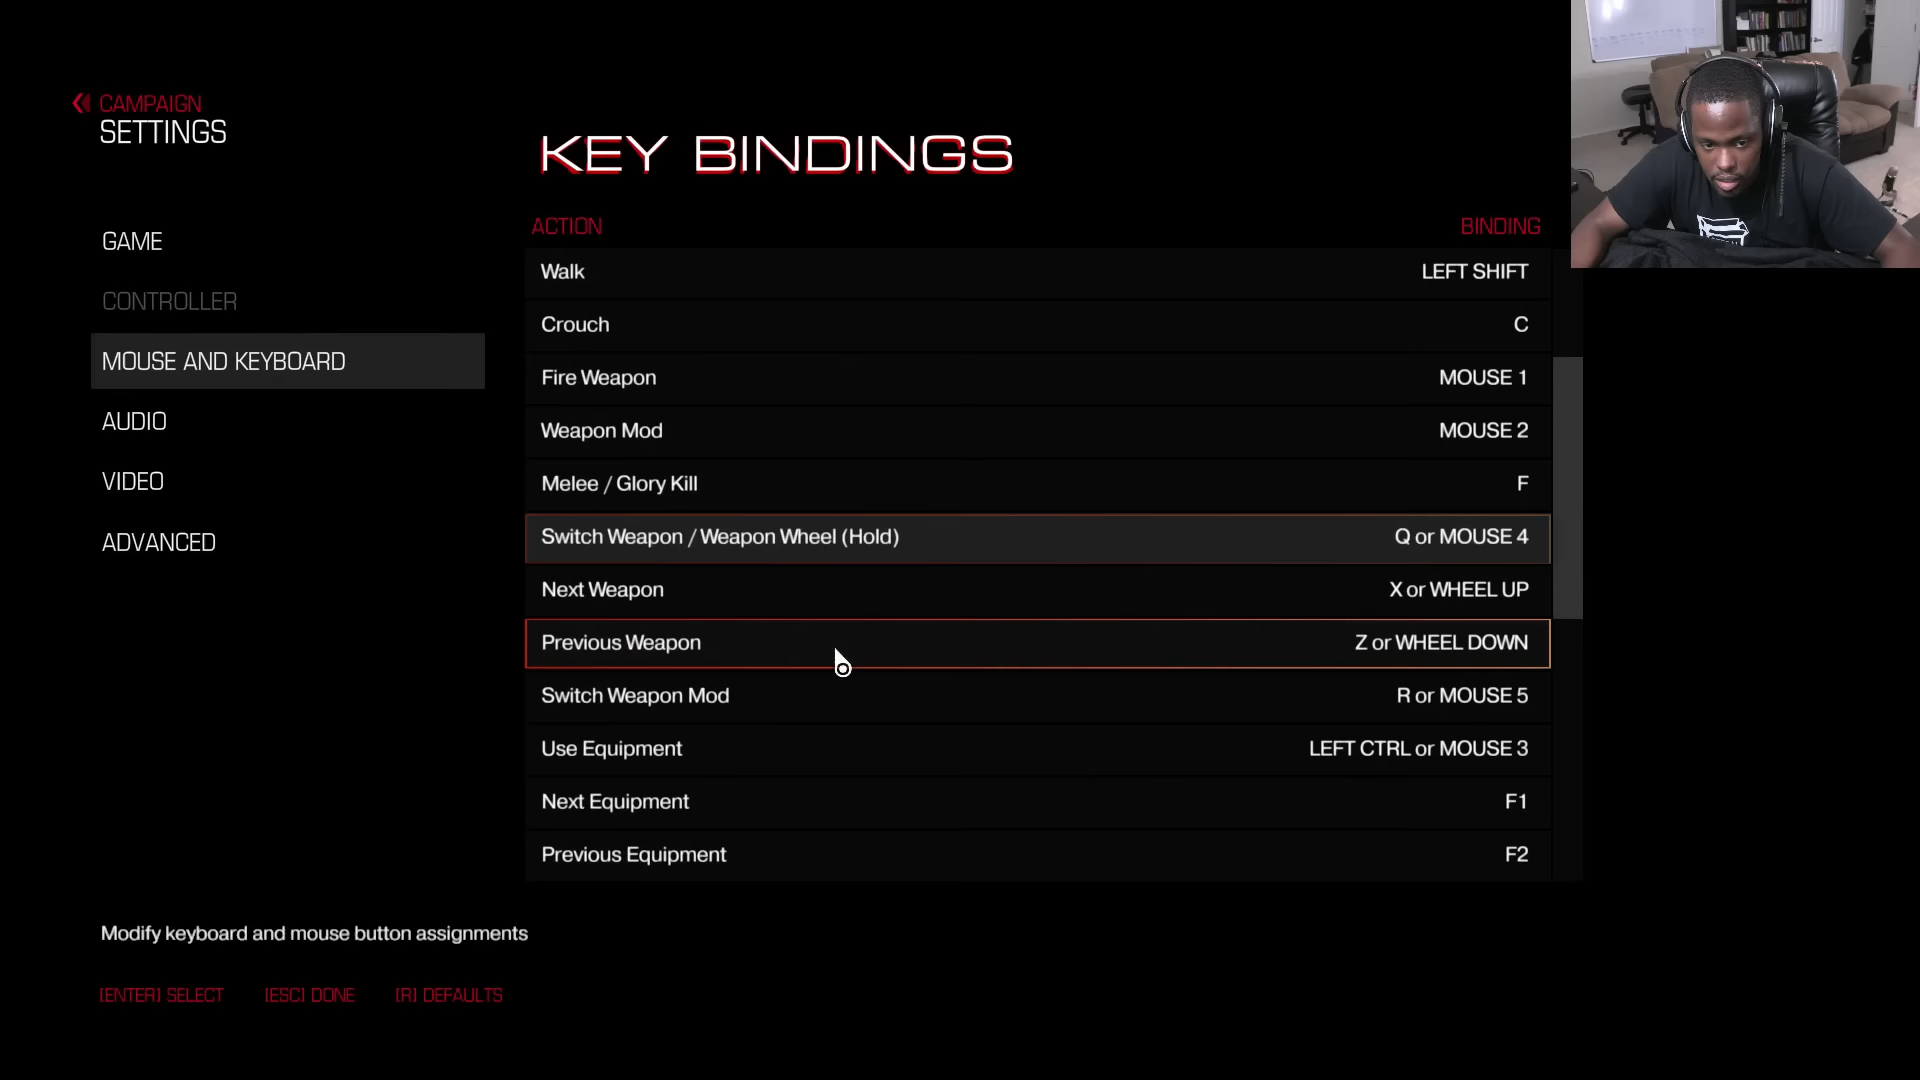 CAMPAIGN
SETTINGS
GAME
CONTROLLER
MOUSE AND KEYBOARD
AUDIO
VIDEO
ADVANCED
KEY BINDINGS
ACTION BINDING
Walk LEFT SHIFT
Crouch C
Fire Weapon MOUSE 1
Weapon Mod MOUSE 2
Melee / Glory Kill F
Switch Weapon / Weapon Wheel (Hold) Q or MOUSE 4
Next Weapon X or WHEEL UP
Previous Weapon Z or WHEEL DOWN
Switch Weapon Mod R or MOUSE 5
Use Equipment LEFT CTRL or MOUSE 3
Next Equipment F1
Previous Equipment F2
Modify keyboard and mouse button assignments
[ENTER] SELECT [ESC] DONE [R] DEFAULTS